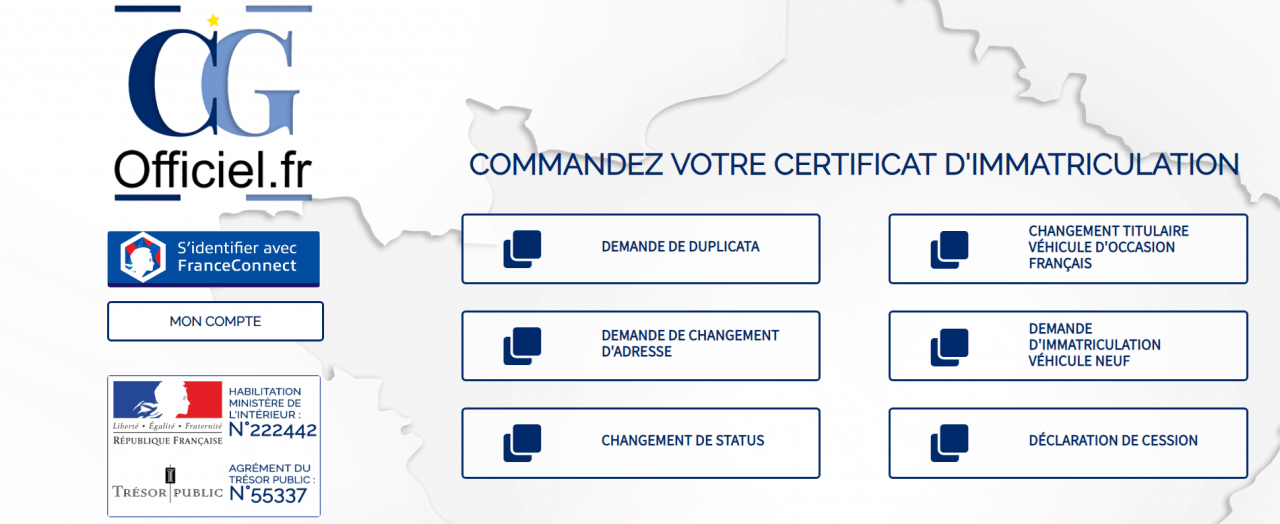 CG
Officiel.fr
S'identifier avec
FranceConnect
MON COMPTE
Liberté • Égalité • Fraternité
RÉPUBLIQUE FRANÇAISE
HABILITATION
MINISTÈRE DE
L'INTÉRIEUR :
N°222442
TRÉSOR PUBLIC
AGRÉMENT DU
TRÉSOR PUBLIC :
N°55337
COMMANDEZ VOTRE CERTIFICAT D'IMMATRICULATION
DEMANDE DE DUPLICATA
CHANGEMENT TITULAIRE
VÉHICULE D'OCCASION
FRANÇAIS
DEMANDE DE CHANGEMENT
D'ADRESSE
DEMANDE
D'IMMATRICULATION
VÉHICULE NEUF
CHANGEMENT DE STATUS
DÉCLARATION DE CESSION